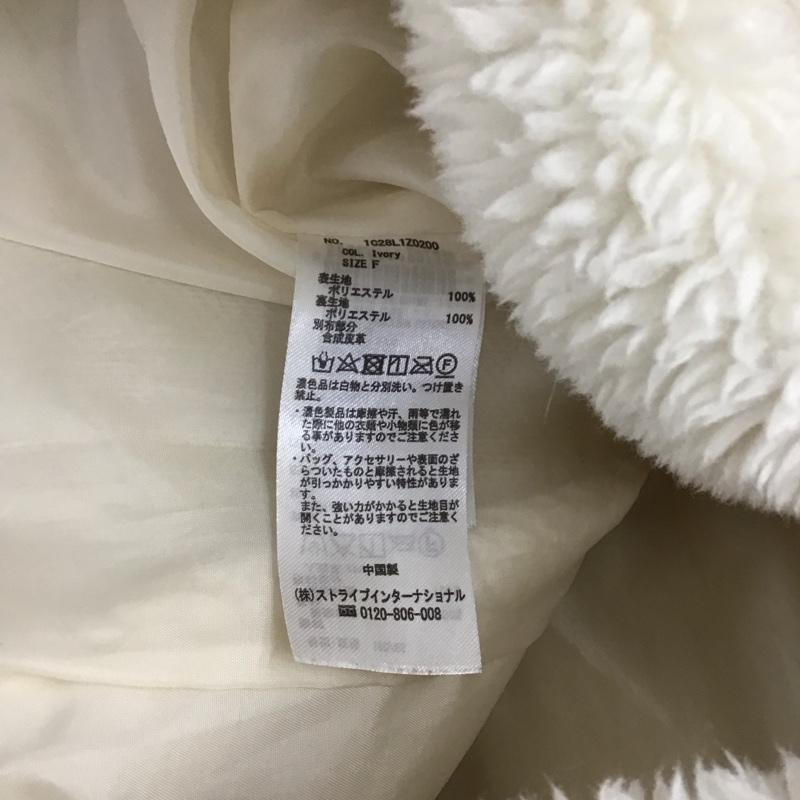 NO. 1C28L1Z0200
COL. Ivory
SIZE F
表生地
ポリエステル 100%
裏生地
ポリエステル 100%
別布部分
合成皮革
F
濃色品は白物と分別洗い。つけ置き
禁止。
・濃色製品は摩擦や汗、雨等で濡れ
た際に他の衣類や小物類に色が移
る事がありますのでご注意くださ
い。
・バッグ、アクセサリーや表面のざ
らついたものと摩擦されると生地
が引っかかりやすい特性がありま
す。
また、強い力がかかると生地目が
開くことがありますのでご注意く
ださい。
中国製
(株)ストライプインターナショナル
0120-806-008